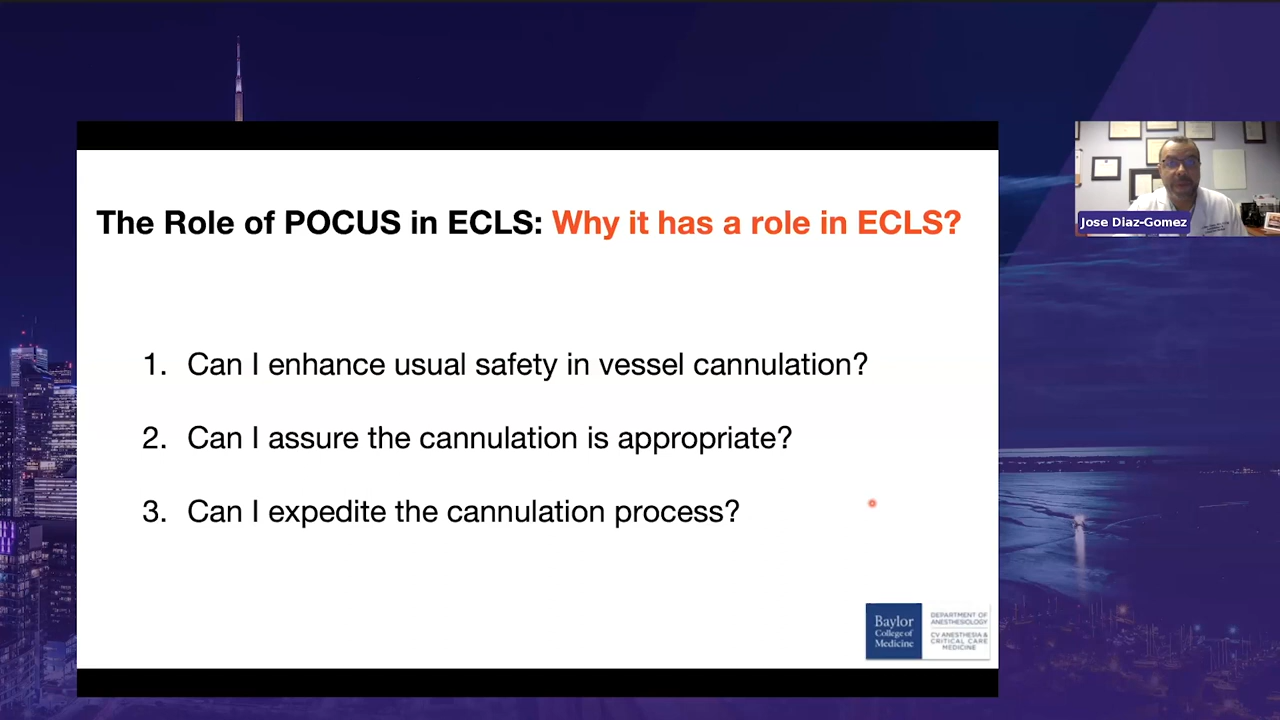 The Role of POCUS in ECLS: Why it has a role in ECLS?
Jose Diaz-Gomez
1. Can I enhance usual safety in vessel cannulation?
2. Can I assure the cannulation is appropriate?
3. Can I expedite the cannulation process?
Baylor
College of
Medicine
DEPARTMENT OF
ANESTHESIOLOGY
CV ANESTHESIA &
CRITICAL CARE
MEDICINE